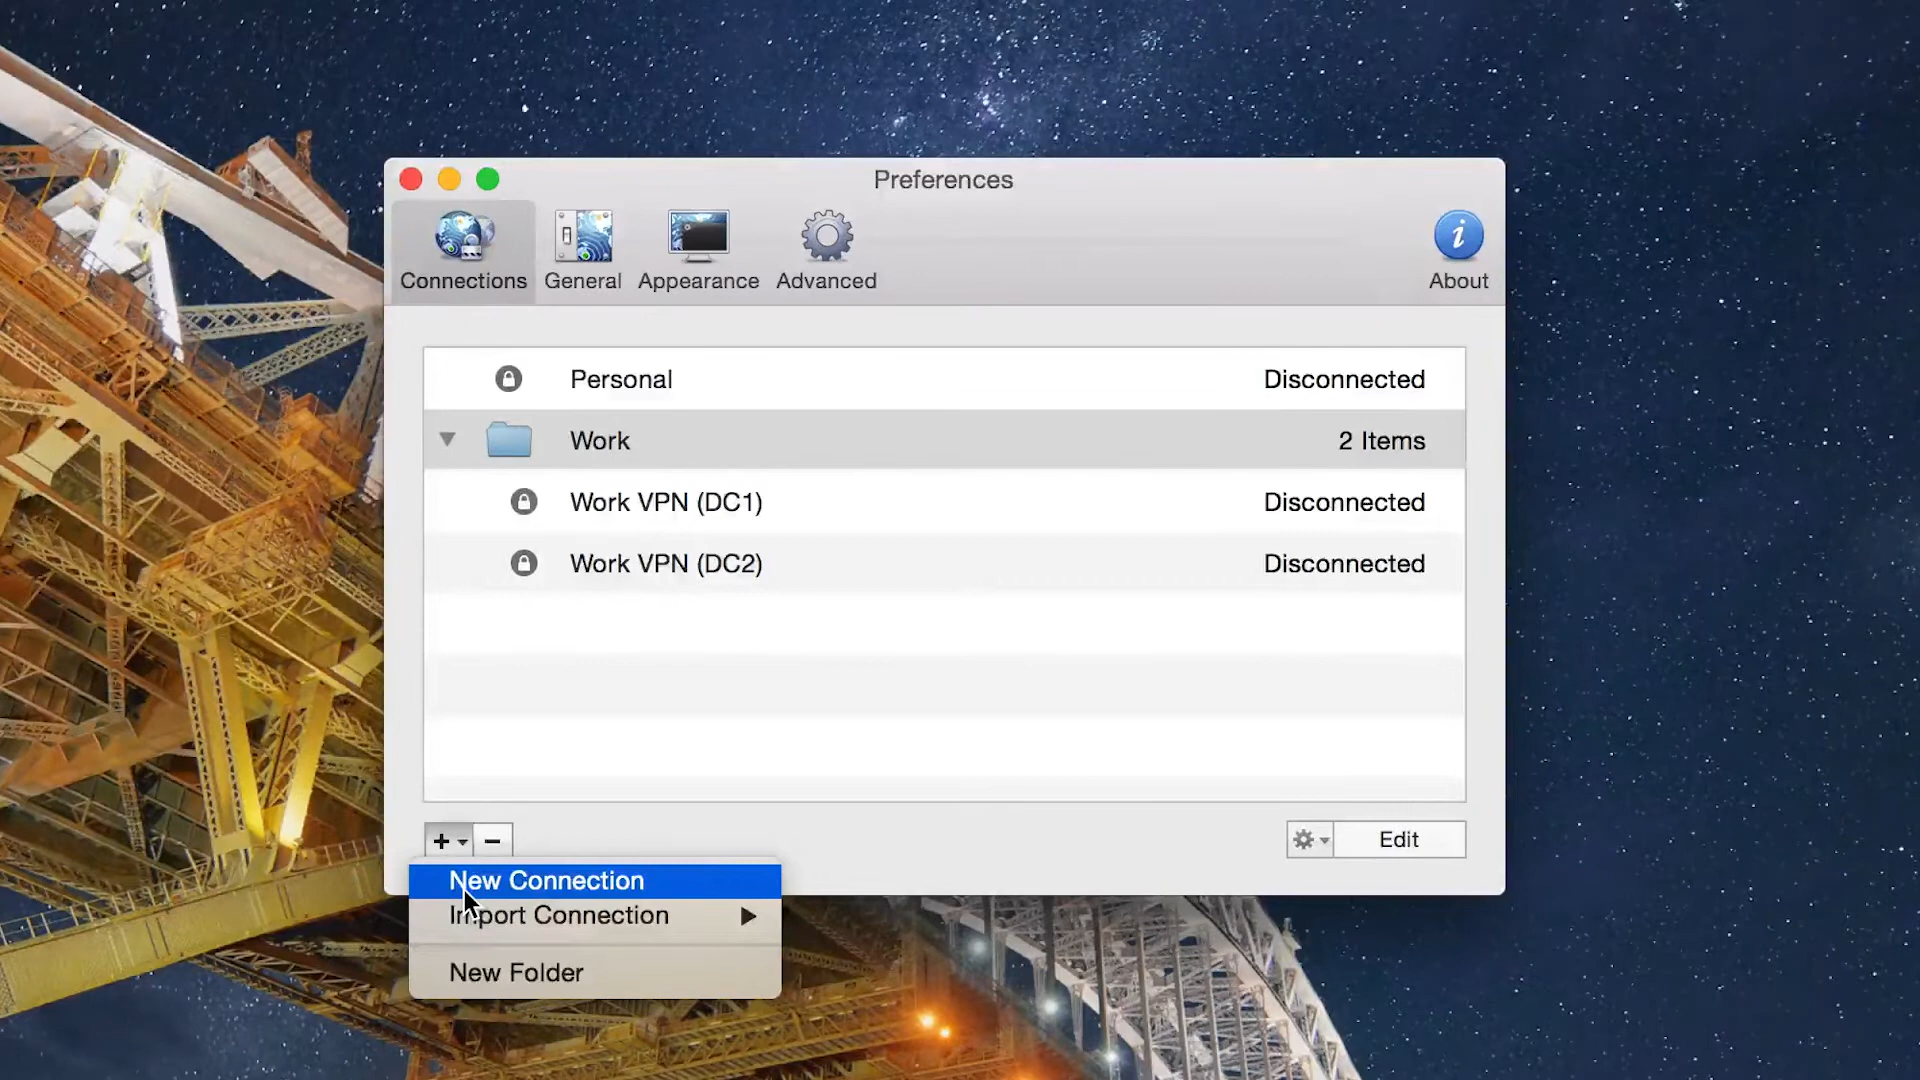 Preferences
Connections
General
Appearance
Advanced
About
Personal
Disconnected
Work
2 Items
Work VPN (DC1)
Disconnected
Work VPN (DC2)
Disconnected
Edit
New Connection
Import Connection
New Folder